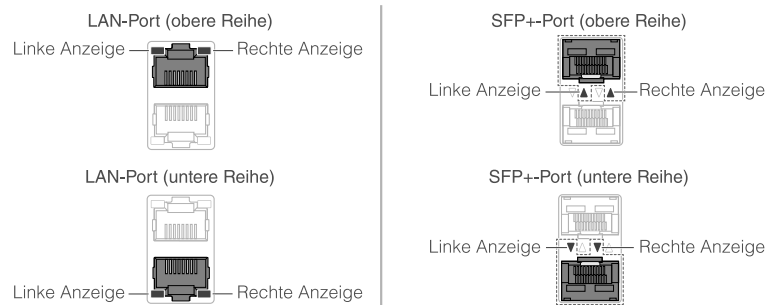 LAN-Port (obere Reihe)
Linke Anzeige
Rechte Anzeige
LAN-Port (untere Reihe)
Linke Anzeige
Rechte Anzeige
SFP+-Port (obere Reihe)
Linke Anzeige
Rechte Anzeige
SFP+-Port (untere Reihe)
Linke Anzeige
Rechte Anzeige